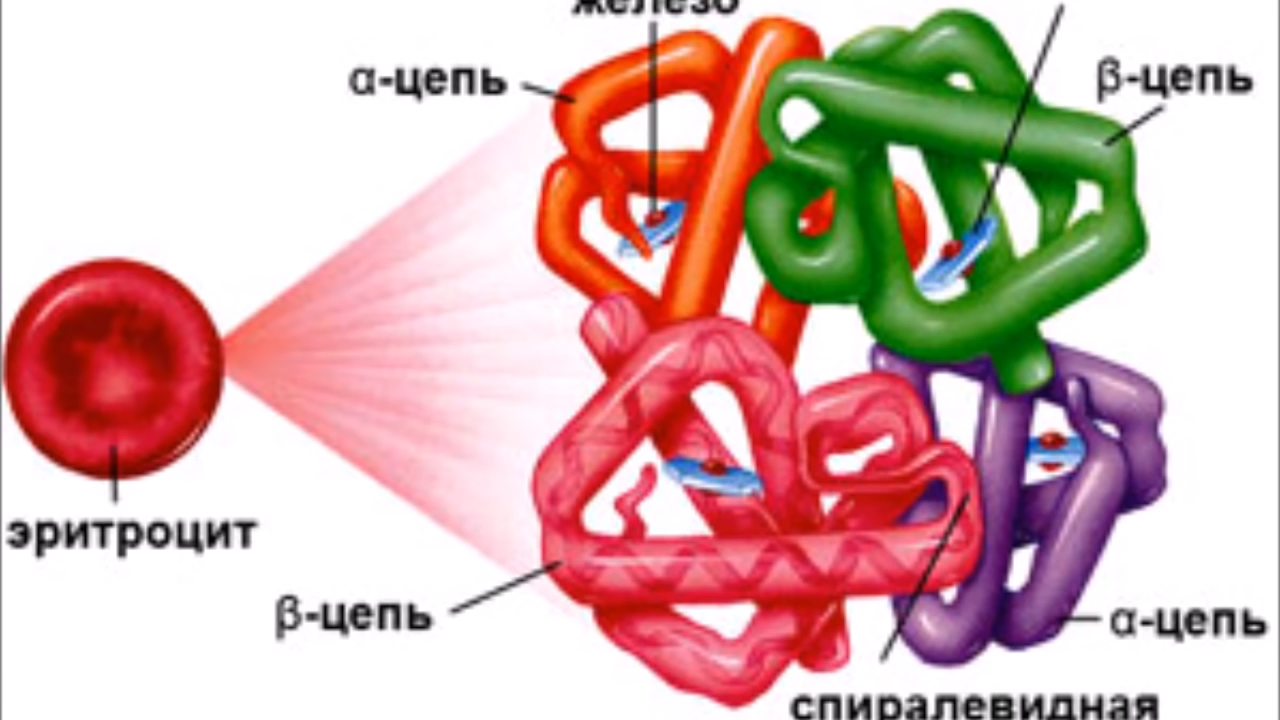 железо
α-цепь
β-цепь
эритроцит
β-цепь
α-цепь
спиралевидная